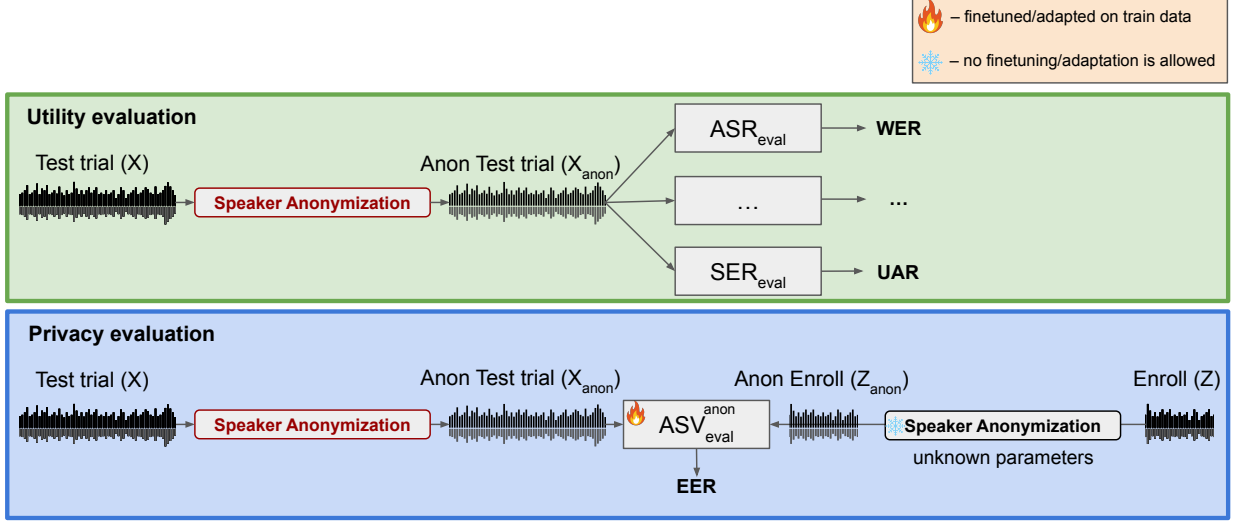 – finetuned/adapted on train data
– no finetuning/adaptation is allowed
Utility evaluation
Test trial (X)
Speaker Anonymization
Anon Test trial (Xanon)
ASReval
WER
…
...
SEReval
UAR
Privacy evaluation
Test trial (X)
Speaker Anonymization
Anon Test trial (Xanon)
ASVevalanon
EER
Anon Enroll (Zanon)
Speaker Anonymization
unknown parameters
Enroll (Z)